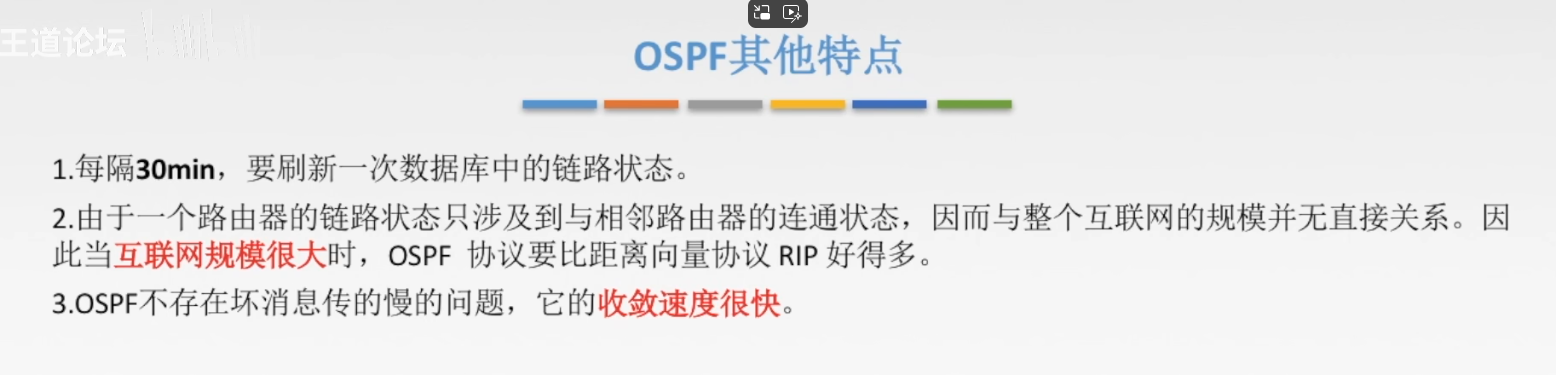 王道论坛
OSPF其他特点
1.每隔30min，要刷新一次数据库中的链路状态。
2.由于一个路由器的链路状态只涉及到与相邻路由器的连通状态，因而与整个互联网的规模并无直接关系。因
此当互联网规模很大时，OSPF 协议要比距离向量协议 RIP 好得多。
3.OSPF不存在坏消息传的慢的问题，它的收敛速度很快。